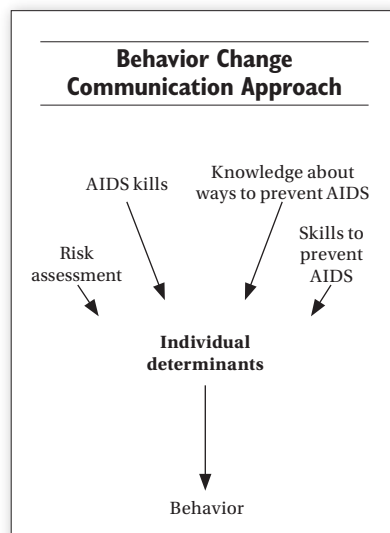 Behavior Change
Communication Approach
AIDS kills
Knowledge about
ways to prevent AIDS
Risk
assessment
Skills to
prevent
AIDS
Individual
determinants
Behavior